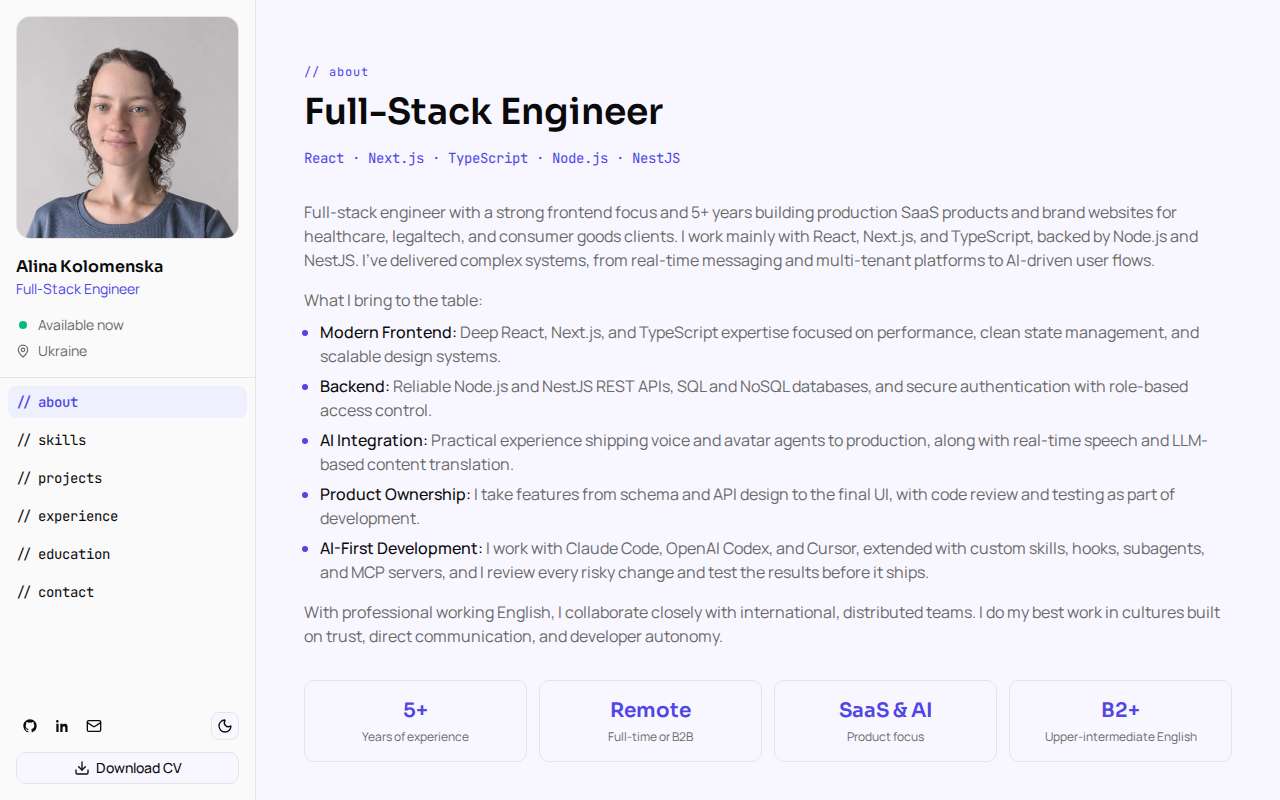 Alina Kolomenska
Full-Stack Engineer
Available now
Ukraine
// about
// skills
// projects
// experience
// education
// contact
Download CV
// about
Full-Stack Engineer
React · Next.js · TypeScript · Node.js · NestJS
Full-stack engineer with a strong frontend focus and 5+ years building production SaaS products and brand websites for
healthcare, legaltech, and consumer goods clients. I work mainly with React, Next.js, and TypeScript, backed by Node.js and
NestJS. I've delivered complex systems, from real-time messaging and multi-tenant platforms to AI-driven user flows.
What I bring to the table:
Modern Frontend: Deep React, Next.js, and TypeScript expertise focused on performance, clean state management, and
scalable design systems.
Backend: Reliable Node.js and NestJS REST APIs, SQL and NoSQL databases, and secure authentication with role-based
access control.
AI Integration: Practical experience shipping voice and avatar agents to production, along with real-time speech and LLM-
based content translation.
Product Ownership: I take features from schema and API design to the final UI, with code review and testing as part of
development.
AI-First Development: I work with Claude Code, OpenAI Codex, and Cursor, extended with custom skills, hooks, subagents,
and MCP servers, and I review every risky change and test the results before it ships.
With professional working English, I collaborate closely with international, distributed teams. I do my best work in cultures built
on trust, direct communication, and developer autonomy.
5+
Years of experience
Remote
Full-time or B2B
SaaS & AI
Product focus
B2+
Upper-intermediate English